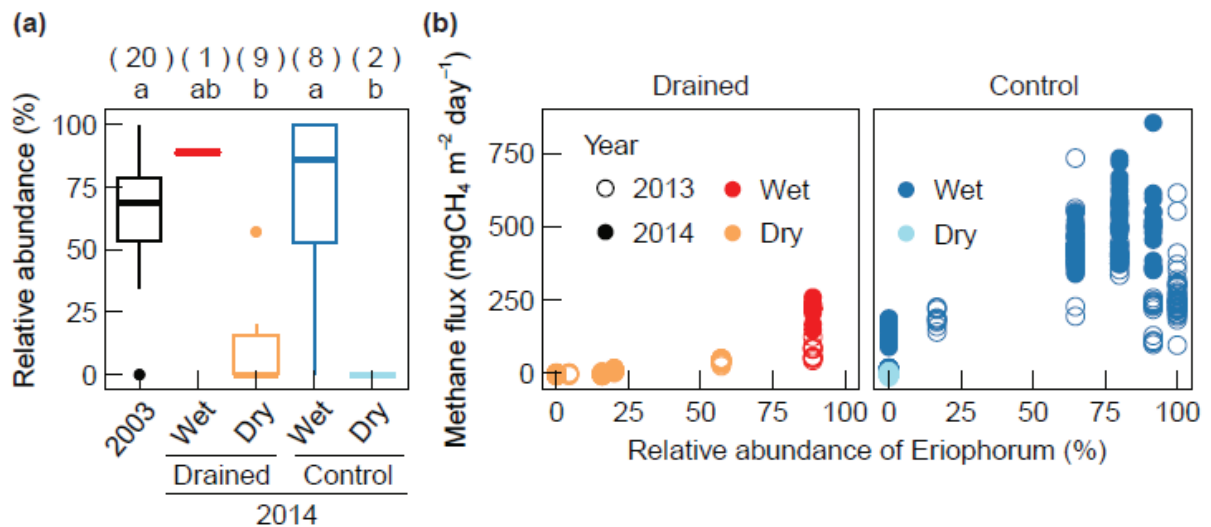 (a)
( 20 ) ( 1 ) ( 9 ) ( 8 ) ( 2 )
a ab b a b
Relative abundance (%)
100
75
50
25
0
2003 Wet Dry Wet Dry
Drained Control
2014
(b)
Methane flux (mgCH₄ m⁻² day⁻¹)
Drained Control
750
500
250
0
Year
2013 Wet
2014 Dry
Wet
Dry
0 25 50 75 100 0 25 50 75 100
Relative abundance of Eriophorum (%)